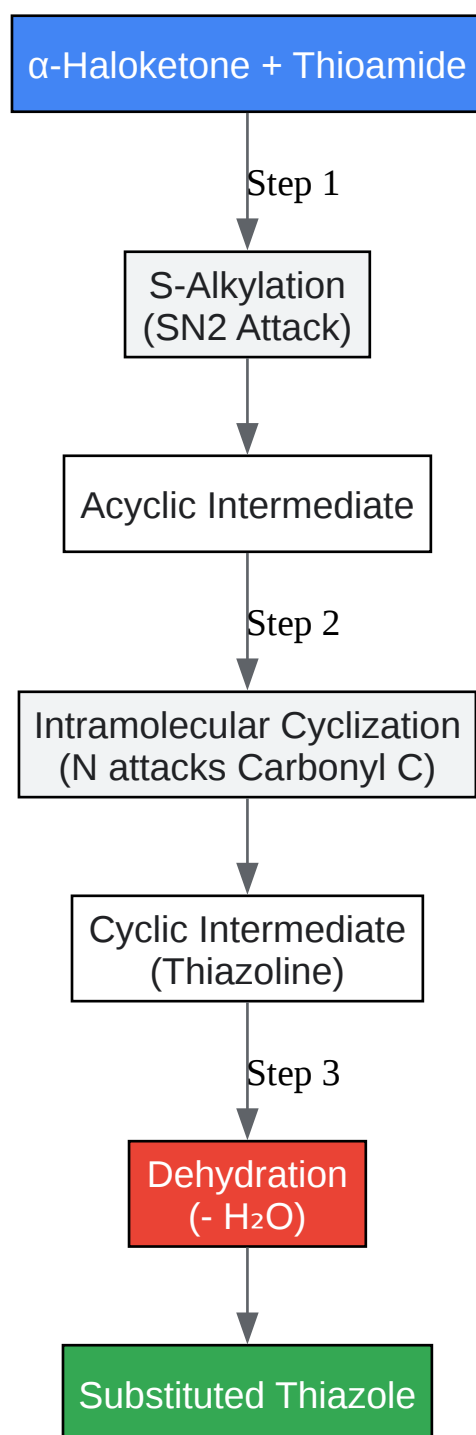 α-Haloketone + Thioamide
Step 1
S-Alkylation
(SN2 Attack)
Acyclic Intermediate
Step 2
Intramolecular Cyclization
(N attacks Carbonyl C)
Cyclic Intermediate
(Thiazoline)
Step 3
Dehydration
(- H₂O)
Substituted Thiazole